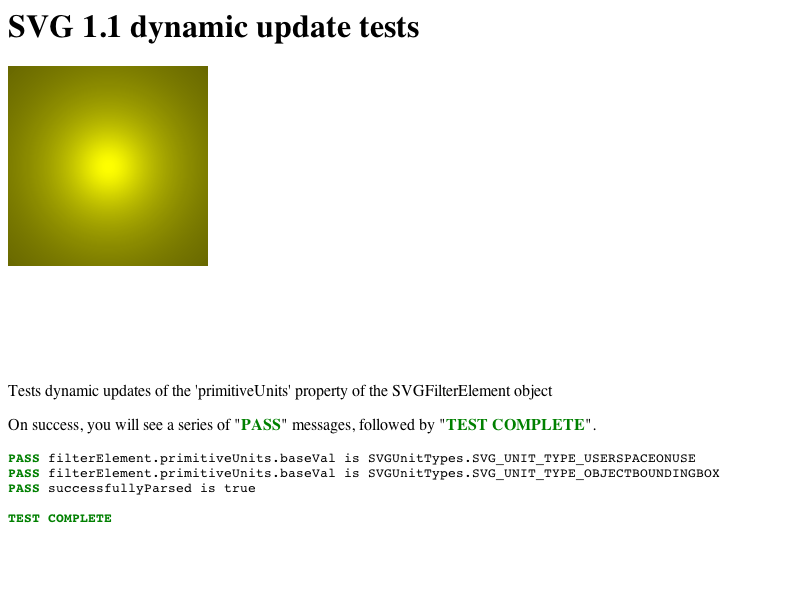 SVG 1.1 dynamic update tests
Tests dynamic updates of the 'primitiveUnits' property of the SVGFilterElement object
On success, you will see a series of "PASS" messages, followed by "TEST COMPLETE".
PASS filterElement.primitiveUnits.baseVal is SVGUnitTypes.SVG_UNIT_TYPE_USERSPACEONUSE
PASS filterElement.primitiveUnits.baseVal is SVGUnitTypes.SVG_UNIT_TYPE_OBJECTBOUNDINGBOX
PASS successfullyParsed is true
TEST COMPLETE